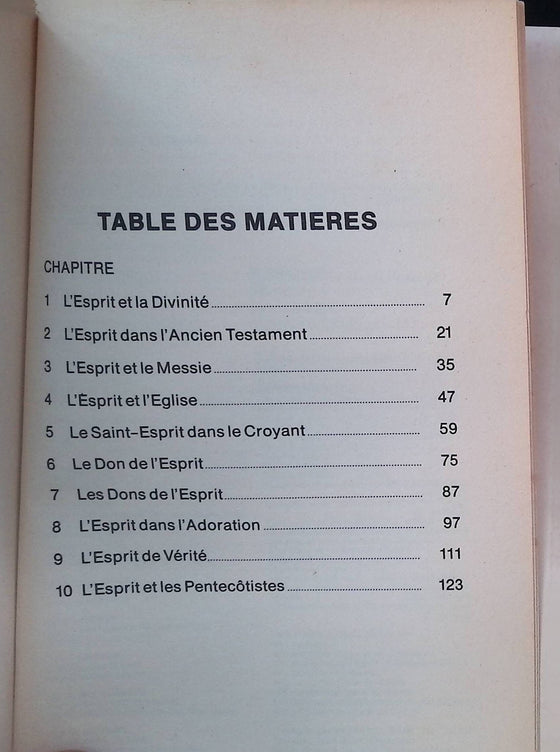 TABLE DES MATIERES
CHAPITRE
1 L'Esprit et la Divinité 7
2 L'Esprit dans l'Ancien Testament 21
3 L'Esprit et le Messie 35
4 L'Esprit et l'Eglise 47
5 Le Saint-Esprit dans le Croyant 59
6 Le Don de l'Esprit 75
7 Les Dons de l'Esprit 87
8 L'Esprit dans l'Adoration 97
9 L'Esprit de Vérité 111
10 L'Esprit et les Pentecôtistes 123